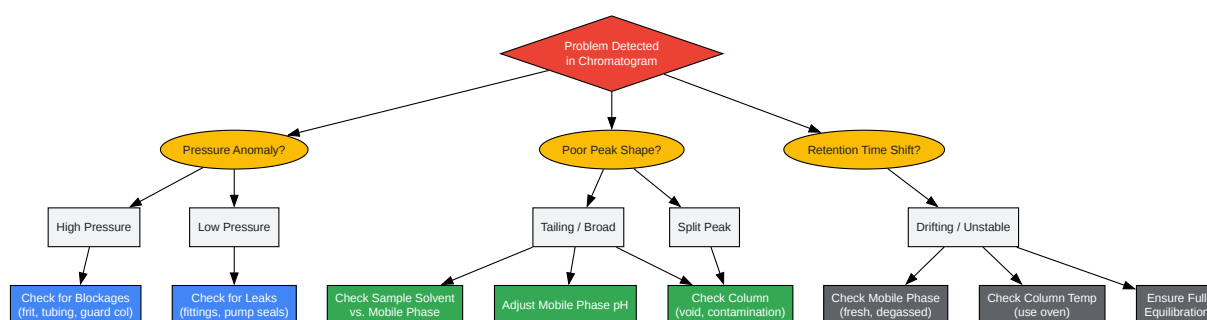 Problem Detected
in Chromatogram
Pressure Anomaly?
Poor Peak Shape?
Retention Time Shift?
High Pressure
Low Pressure
Tailing / Broad
Split Peak
Drifting / Unstable
Check for Blockages
(frit, tubing, guard col)
Check for Leaks
(fittings, pump seals)
Check Sample Solvent
vs. Mobile Phase
Adjust Mobile Phase pH
Check Column
(void, contamination)
Check Mobile Phase
(fresh, degassed)
Check Column Temp
(use oven)
Ensure Full
Equilibration